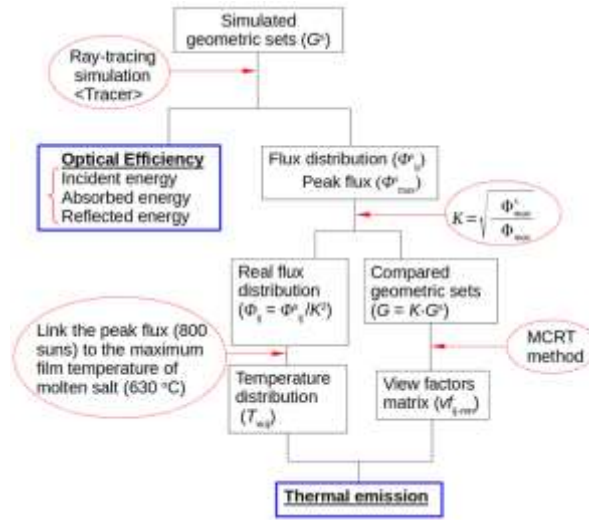 Simulated
geometric sets (Gˢ)
Ray-tracing
simulation
<Tracer>
Optical Efficiency
Incident energy
Absorbed energy
Reflected energy
Flux distribution (Φˢᵢⱼ)
Peak flux (Φˢₘₐₓ)
K=√(Φˢₘₐₓ/Φₘₐₓ)
Real flux
distribution
(Φᵢⱼ = Φˢᵢⱼ/K²)
Compared
geometric sets
(G = K·Gˢ)
Link the peak flux (800
suns) to the maximum
film temperature of
molten salt (630 °C)
MCRT
method
Temperature
distribution
View factors
matrix
Thermal emission